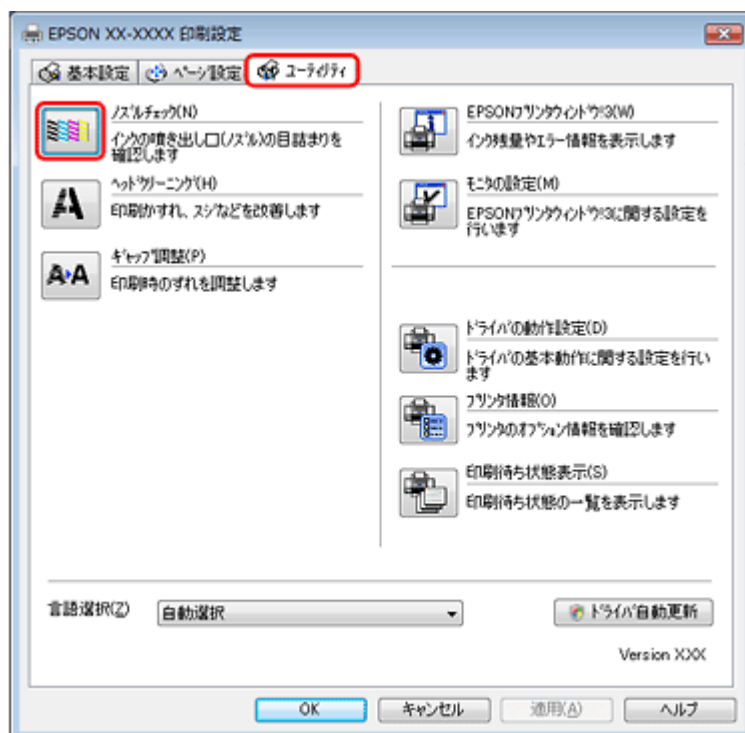 EPSON XX-XXXX 印刷設定
基本設定 ページ設定 ユーティリティ
ノズルチェック(N)
インクの噴き出し口(ノズル)の目詰まりを
確認します
ヘッドクリーニング(H)
印刷かすれ、スジなどを改善します
ギャップ調整(P)
印刷時のずれを調整します
EPSONプリンタウィンドウ!3(W)
インク残量やエラー情報を表示します
モニタの設定(M)
EPSONプリンタウィンドウ!3に関する設定を
行います
ドライバの動作設定(D)
ドライバの基本動作に関する設定を行い
ます
プリンタ情報(O)
プリンタのオプション情報を確認します
印刷待ち状態表示(S)
印刷待ち状態の一覧を表示します
言語選択(Z) 自動選択 ドライバ自動更新
Version X.XX
OK キャンセル 適用(A) ヘルプ